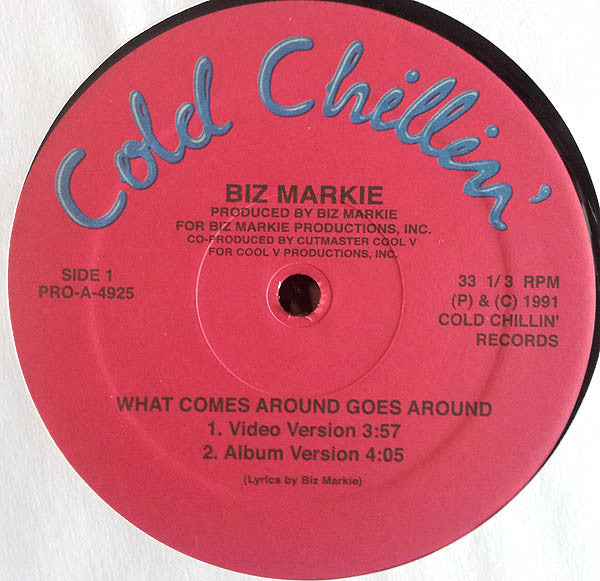 Cold Chillin'
BIZ MARKIE
PRODUCED BY BIZ MARKIE
FOR BIZ MARKIE PRODUCTIONS, INC.
CO-PRODUCED BY CUTMASTER COOL V
FOR COOL V PRODUCTIONS, INC.
SIDE 1
PRO-A-4925
33 1/3 RPM
(P) & (C) 1991
COLD CHILLIN'
RECORDS
WHAT COMES AROUND GOES AROUND
1. Video Version 3:57
2. Album Version 4:05
(Lyrics by Biz Markie)